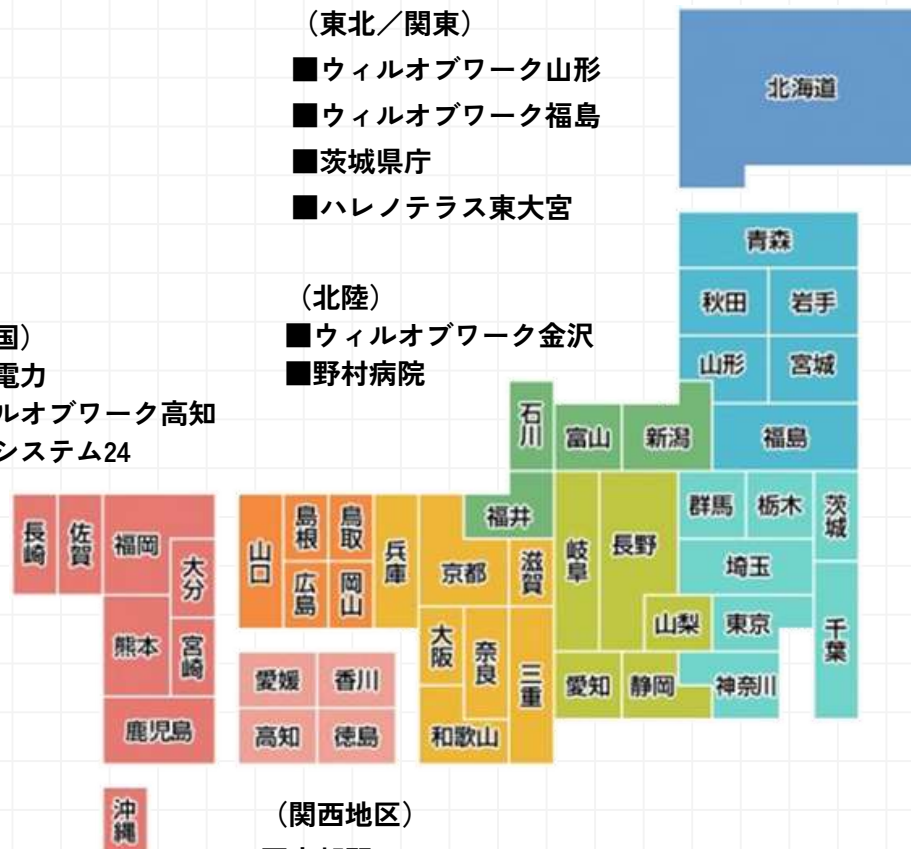 （東北／関東）
■ウィルオブワーク山形
■ウィルオブワーク福島
■茨城県庁
■ハレノテラス東大宮
（北陸）
■ウィルオブワーク金沢
■野村病院
国）
電力
ルオブワーク高知
システム24
北海道
青森
秋田
岩手
山形
宮城
福島
石川
富山
新潟
福井
群馬
栃木
茨城
埼玉
東京
千葉
神奈川
岐阜
長野
山梨
愛知
静岡
長崎
佐賀
福岡
大分
熊本
宮崎
鹿児島
沖縄
山口
島根
鳥取
広島
岡山
兵庫
京都
滋賀
大阪
奈良
三重
和歌山
愛媛
香川
高知
徳島
（関西地区）